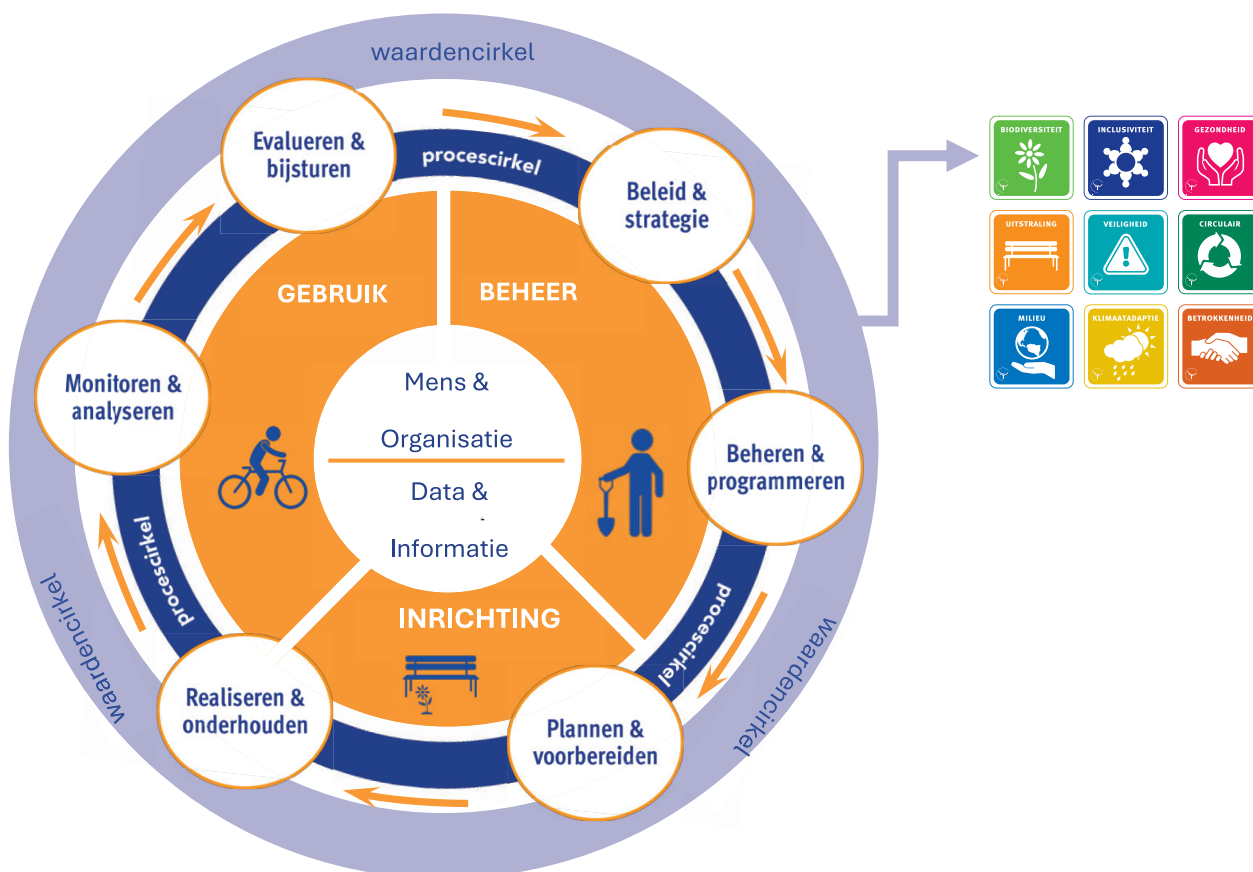 waardencirkel
Evalueren &
bijsturen
procescirkel
Beleid &
strategie
BIODIVERSITEIT
INCLUSIVITEIT
GEZONDHEID
UITSTRALING
VEILIGHEID
CIRCULAIR
MILIEU
KLIMAATADAPTIE
BETROKKENHEID
GEBRUIK
BEHEER
Monitoren &
analyseren
Mens &
Organisatie
Data &
Informatie
Beheren &
programmeren
procescirkel
procescirkel
waardencirkel
waardencirkel
INRICHTING
Realiseren &
onderhouden
Plannen &
voorbereiden